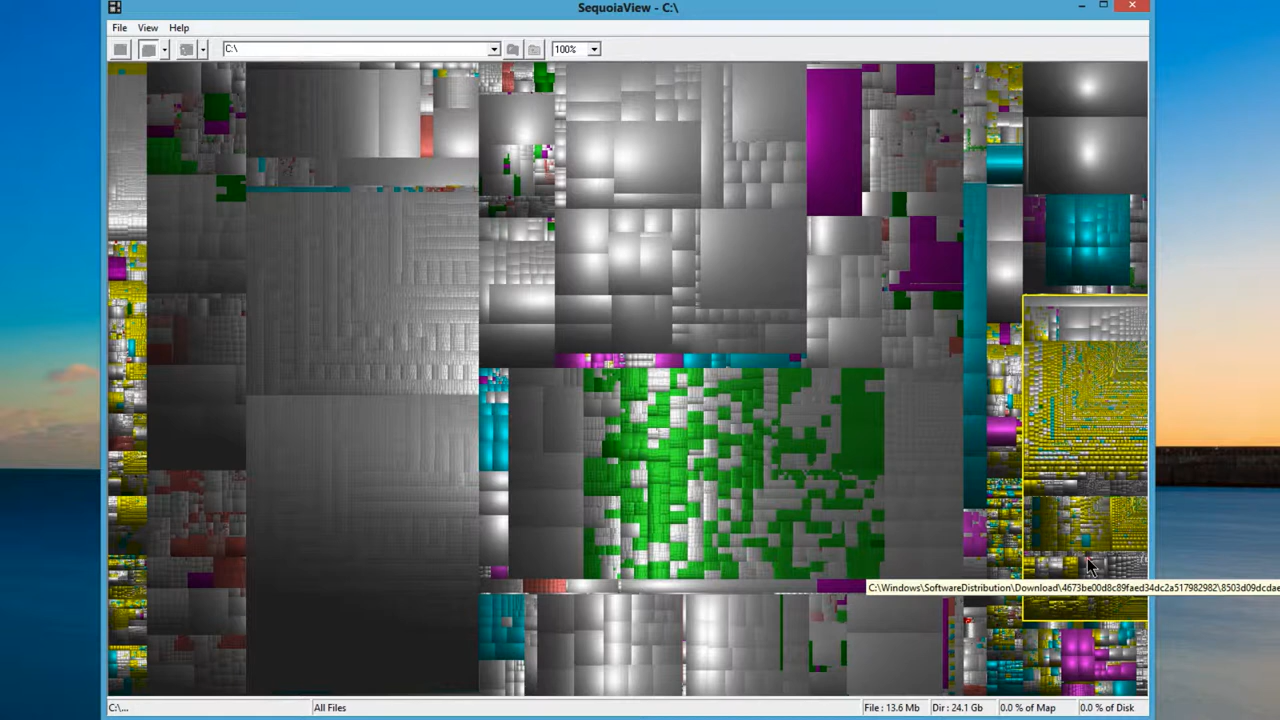 SequoiaView - C:\
File View Help
C:\ 100%
C:\Windows\SoftwareDistribution\Download\4673be00d8c89faed34dc2a517982982\8503d09dcdae
C:\... All Files File : 13.6 Mb Dir : 24.1 Gb 0.0 % of Map 0.0 % of Disk